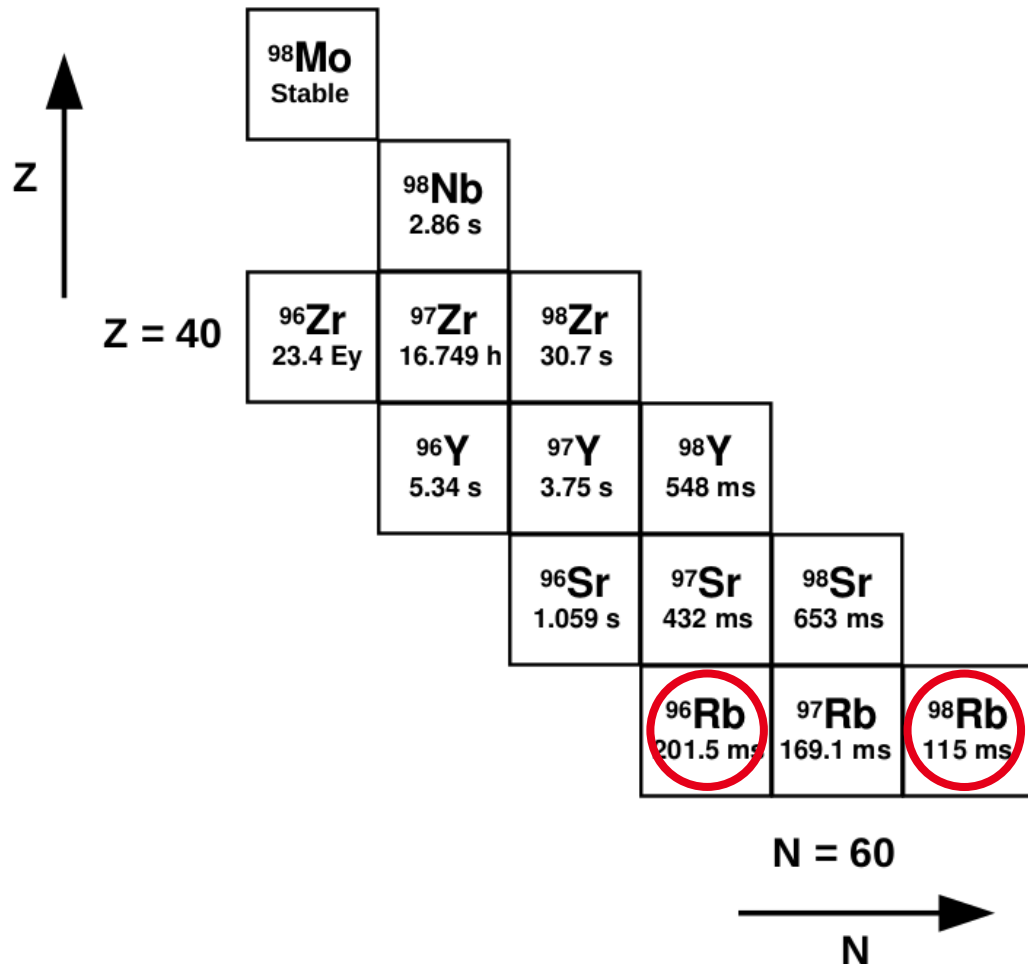 ⁹⁸Mo
Stable
Z
⁹⁸Nb
2.86 s
Z = 40
⁹⁶Zr
23.4 Ey
⁹⁷Zr
16.749 h
⁹⁸Zr
30.7 s
⁹⁶Y
5.34 s
⁹⁷Y
3.75 s
⁹⁸Y
548 ms
⁹⁶Sr
1.059 s
⁹⁷Sr
432 ms
⁹⁸Sr
653 ms
⁹⁶Rb
201.5 ms
⁹⁷Rb
169.1 ms
⁹⁸Rb
115 ms
N = 60
N